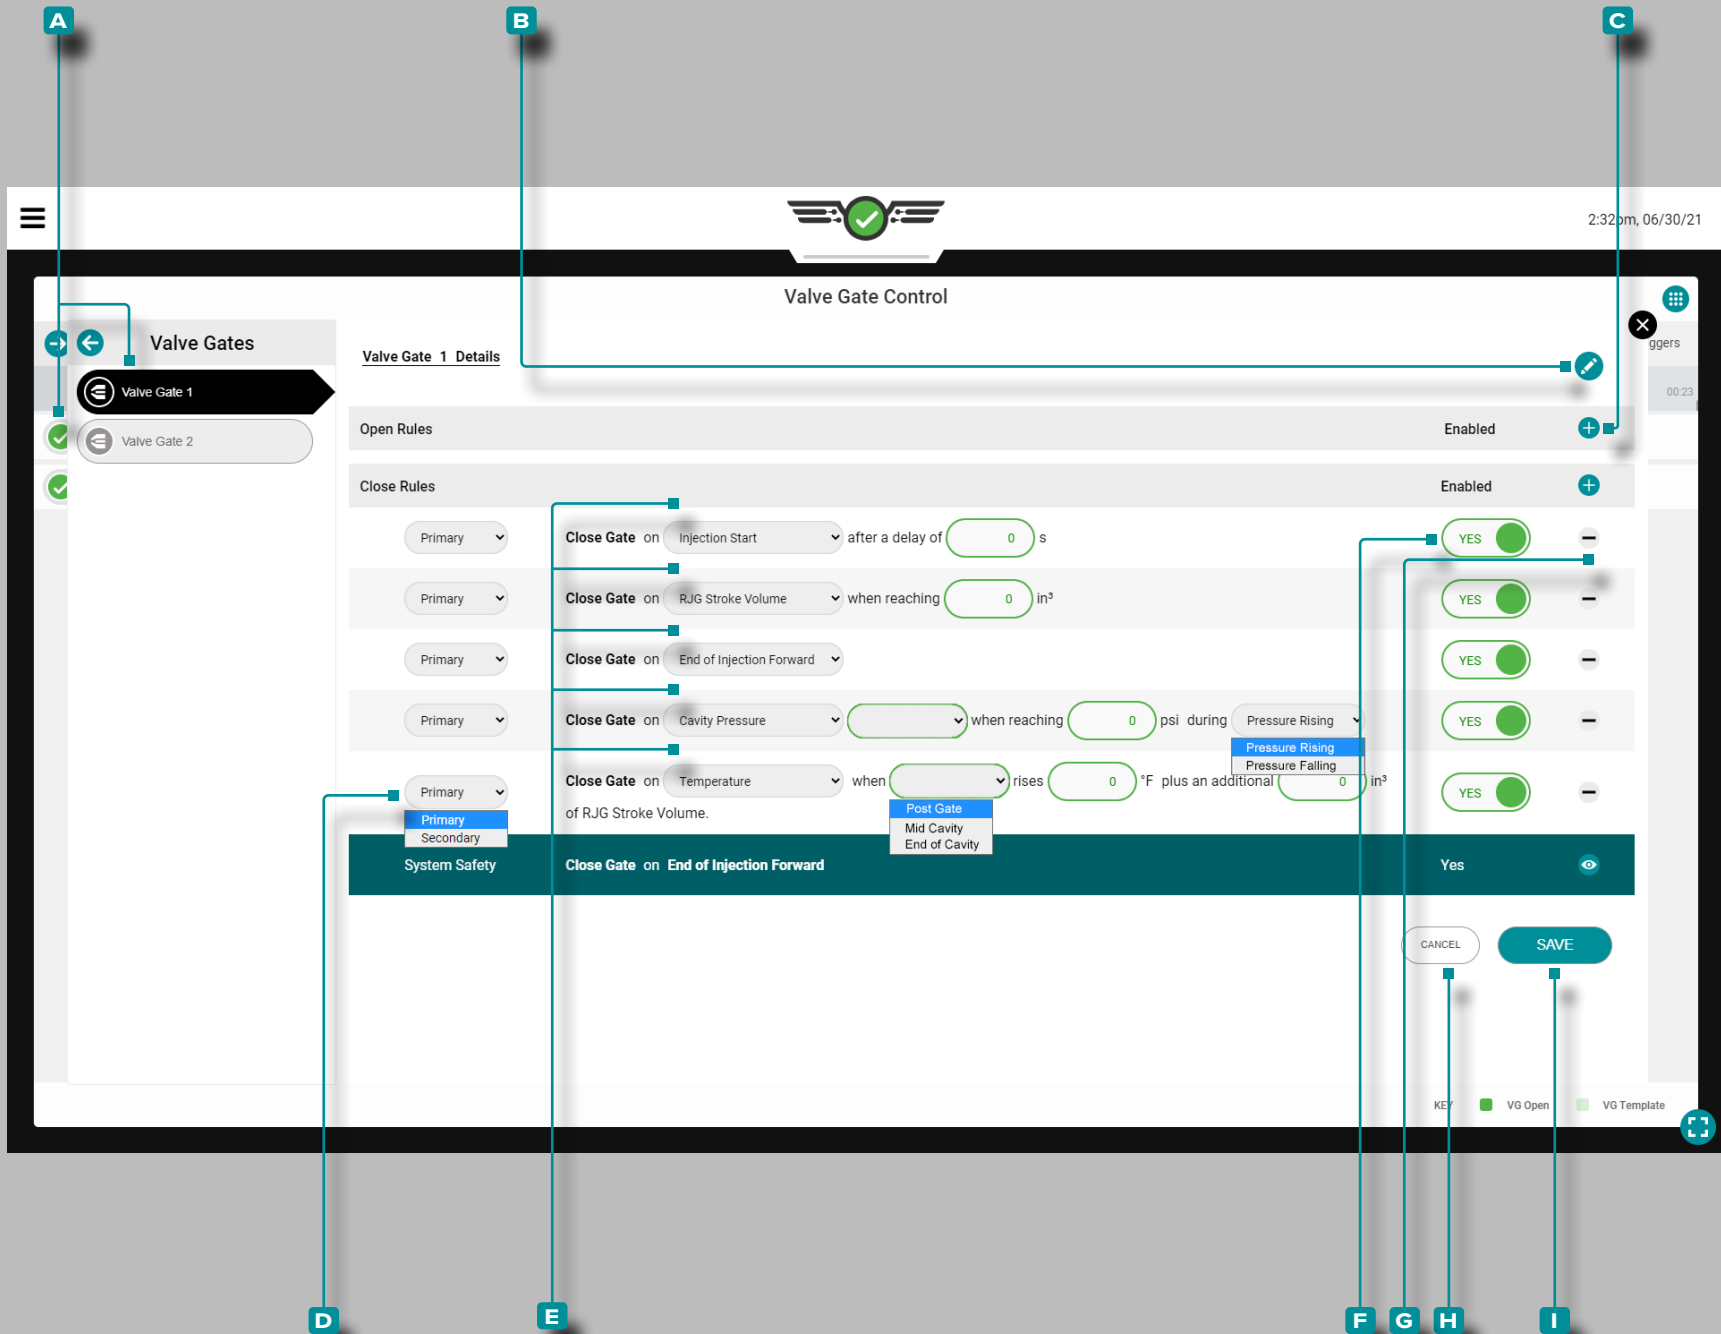 A
B
C
2:32pm, 06/30/21
Valve Gate Control
Valve Gates
Valve Gate 1 Details
ggers
Valve Gate 1
00:23
Valve Gate 2
Open Rules Enabled
Close Rules Enabled
Primary Close Gate on Injection Start after a delay of 0 s YES
Primary Close Gate on RJG Stroke Volume when reaching 0 in³ YES
Primary Close Gate on End of Injection Forward YES
Primary Close Gate on Cavity Pressure when reaching 0 psi during Pressure Rising YES
Pressure Rising
Pressure Falling
Primary Close Gate on Temperature when rises 0 °F plus an additional 0 in³ YES
of RJG Stroke Volume.
Primary
Secondary
Post Gate
Mid Cavity
End of Cavity
System Safety Close Gate on End of Injection Forward Yes
CANCEL SAVE
KEY VG Open VG Template
D
E
F
G
H
I